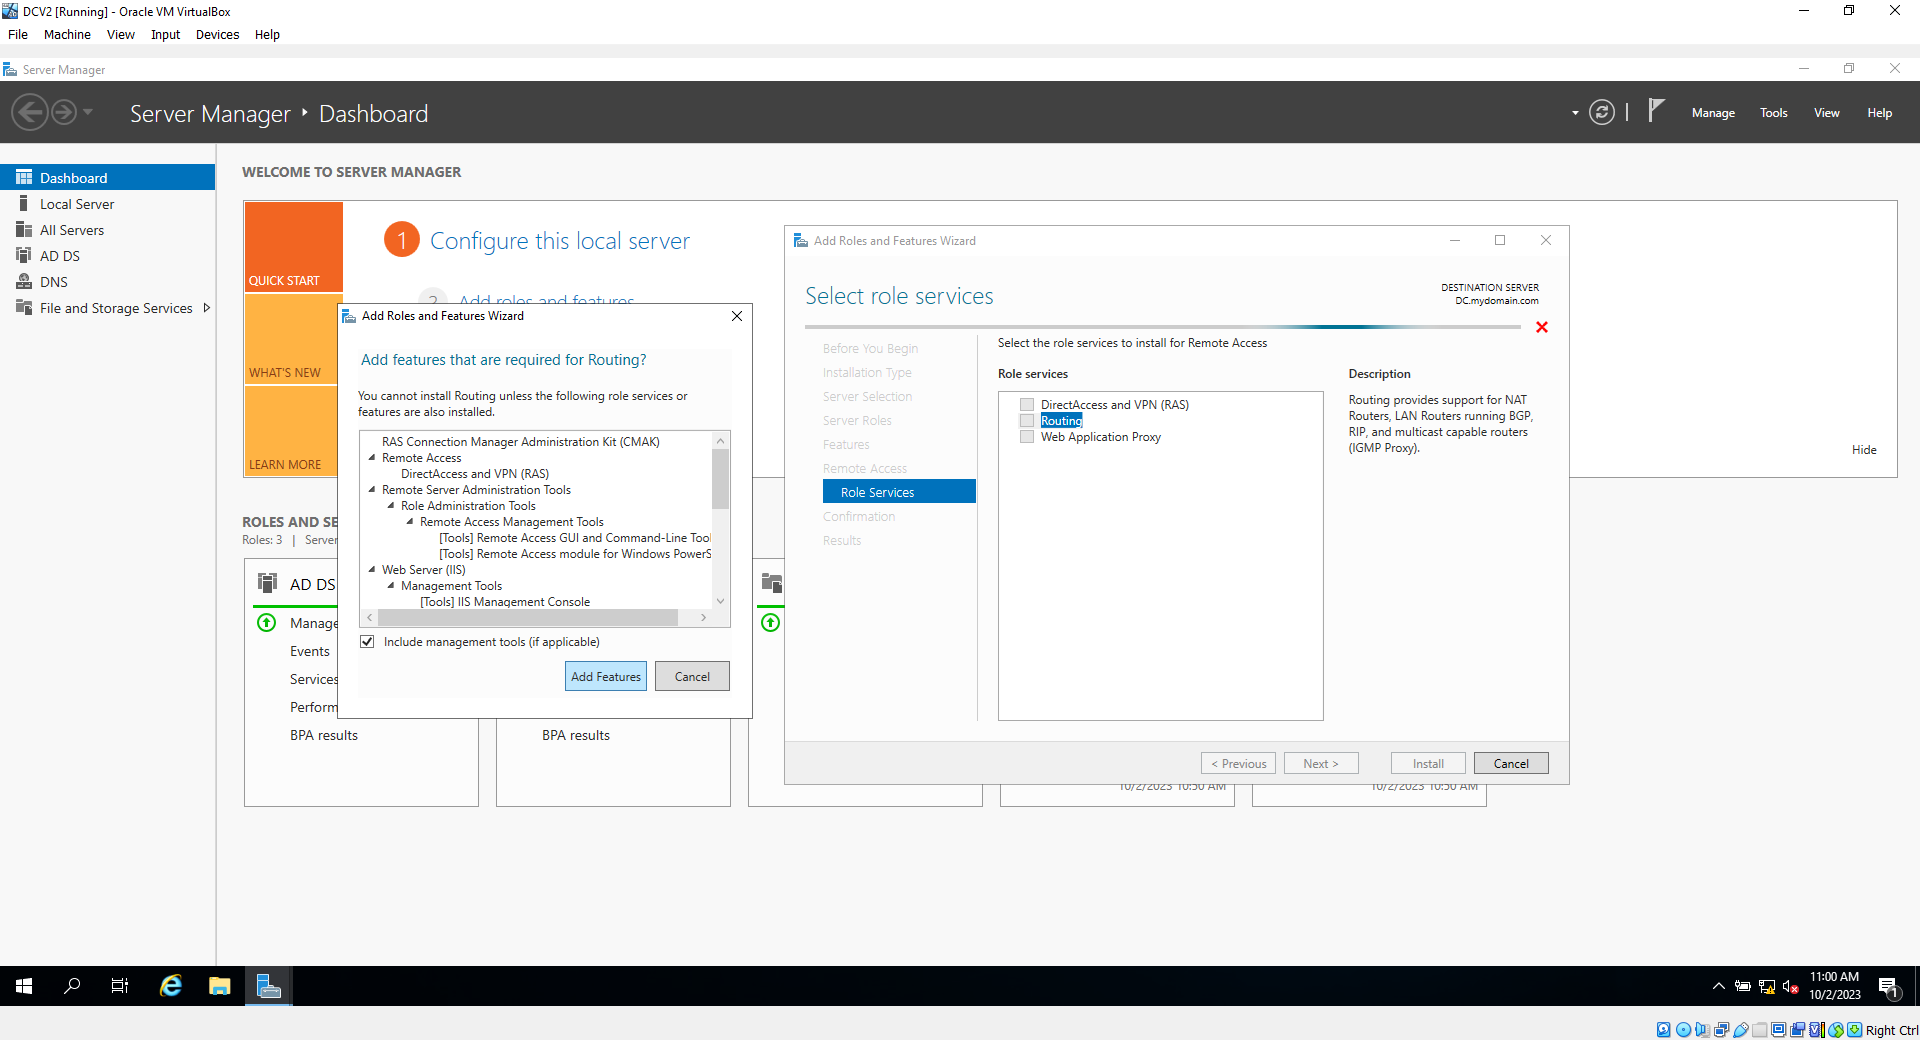 DCV2 [Running] - Oracle VM VirtualBox
File Machine View Input Devices Help
Server Manager
Server Manager ‣ Dashboard
Manage Tools View Help
Dashboard
Local Server
All Servers
AD DS
DNS
File and Storage Services
WELCOME TO SERVER MANAGER
QUICK START
WHAT'S NEW
LEARN MORE
1 Configure this local server
2 Add roles and features
Hide
ROLES AND SE
Roles: 3 | Server
AD DS
Manage
Events
Services
Perform
BPA results
BPA results
10/2/2023 10:50 AM
10/2/2023 10:50 AM
Add Roles and Features Wizard
Add features that are required for Routing?
You cannot install Routing unless the following role services or
features are also installed.
RAS Connection Manager Administration Kit (CMAK)
Remote Access
DirectAccess and VPN (RAS)
Remote Server Administration Tools
Role Administration Tools
Remote Access Management Tools
[Tools] Remote Access GUI and Command-Line Tool
[Tools] Remote Access module for Windows PowerS
Web Server (IIS)
Management Tools
[Tools] IIS Management Console
Include management tools (if applicable)
Add Features Cancel
Add Roles and Features Wizard
Select role services
DESTINATION SERVER
DC.mydomain.com
Before You Begin
Installation Type
Server Selection
Server Roles
Features
Remote Access
Role Services
Confirmation
Results
Select the role services to install for Remote Access
Role services
DirectAccess and VPN (RAS)
Routing
Web Application Proxy
Description
Routing provides support for NAT
Routers, LAN Routers running BGP,
RIP, and multicast capable routers
(IGMP Proxy).
< Previous Next > Install Cancel
11:00 AM
10/2/2023
1
Right Ctrl